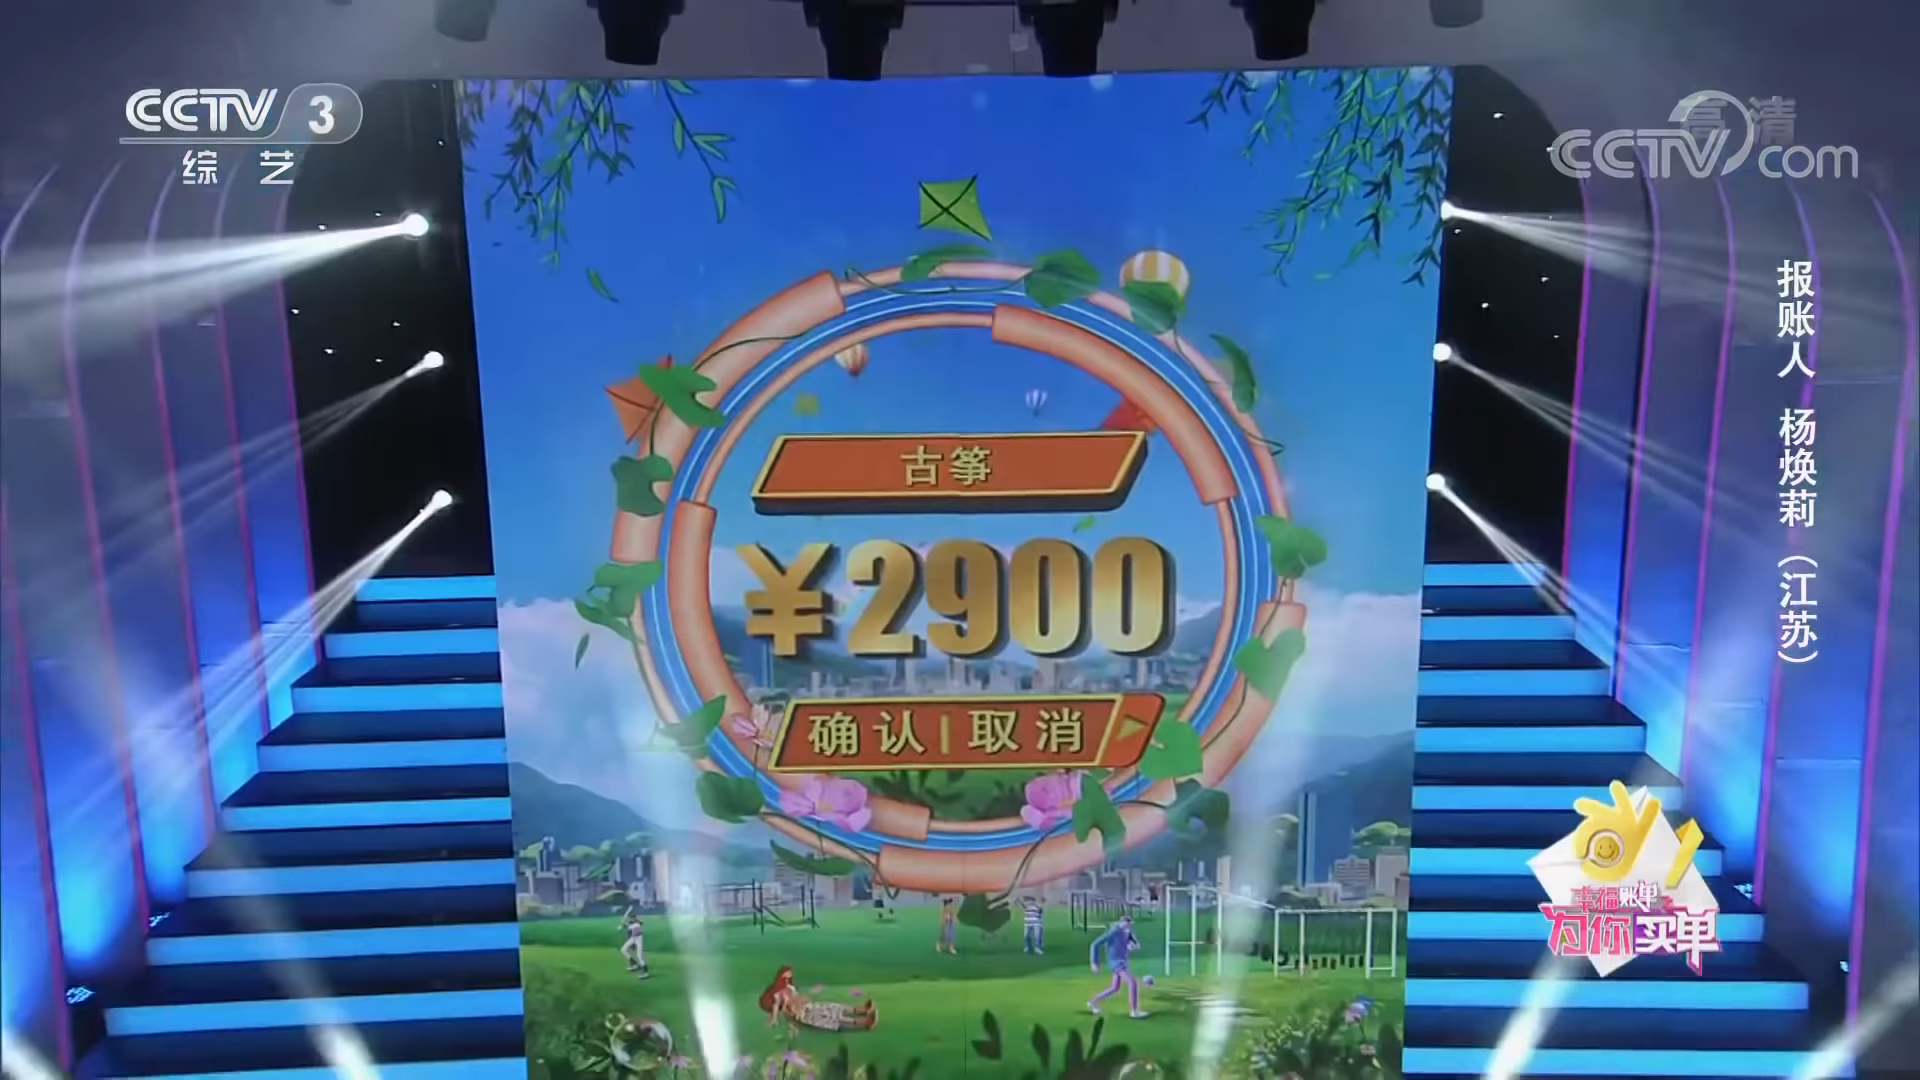 CCTV 3
综艺
高清
CCTV com
报账人 杨焕莉（江苏）
古筝
¥2900
确认|取消
幸福账单之
为你买单